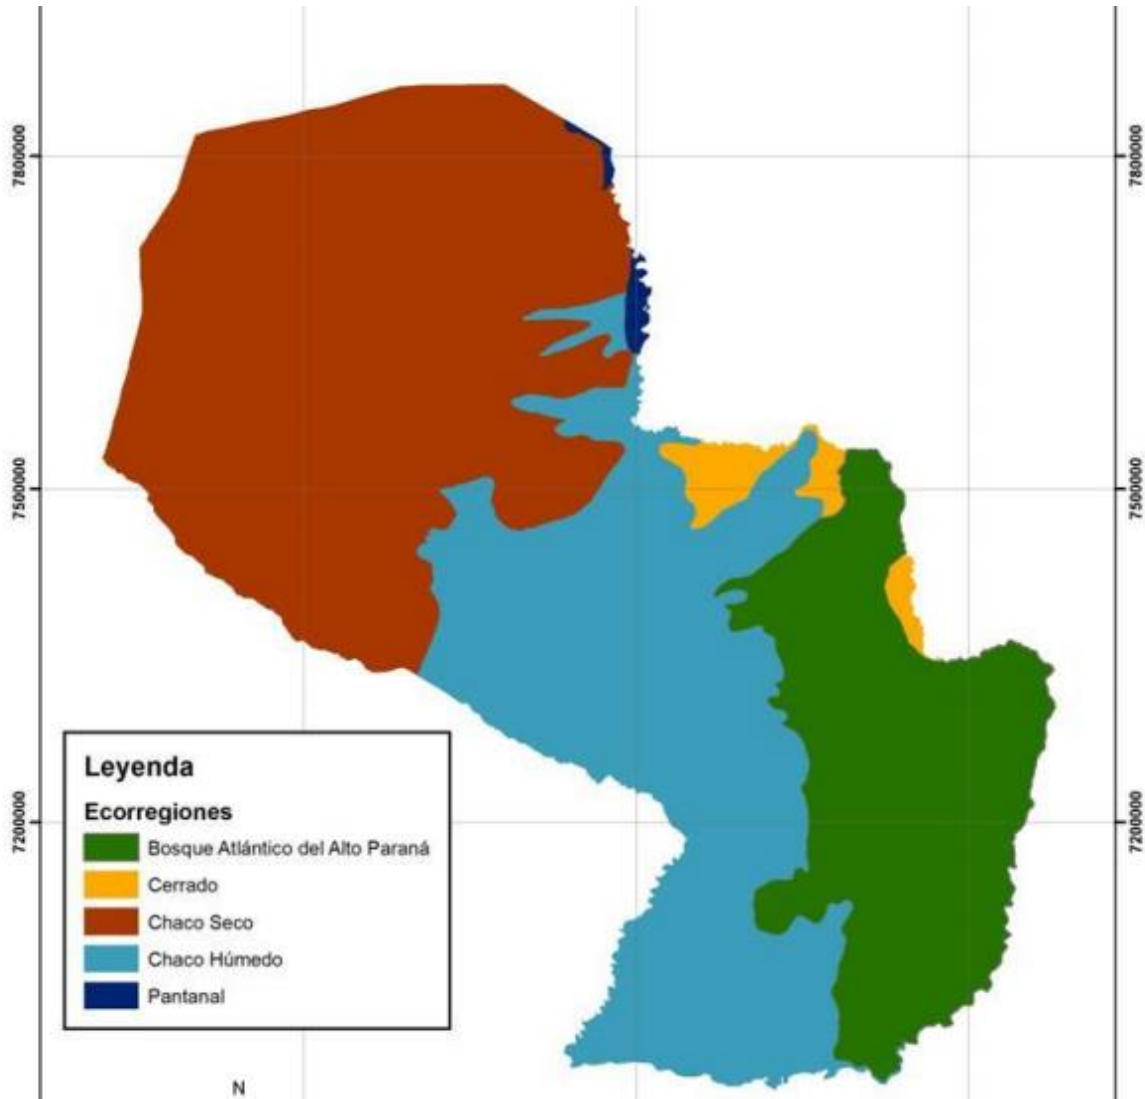 7800000
7800000
7500000
7500000
Leyenda
Ecorregiones
Bosque Atlántico del Alto Paraná
Cerrado
Chaco Seco
Chaco Húmedo
Pantanal
7200000
7200000
N